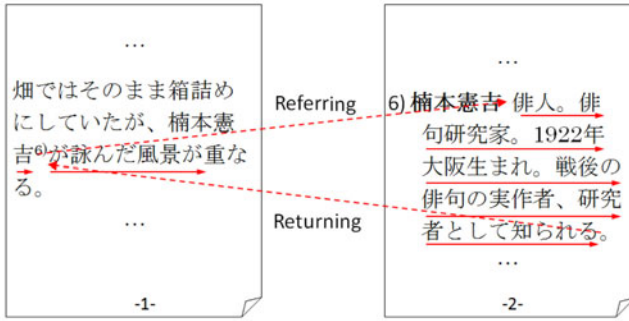 …
畑ではそのまま箱詰め
にしていたが、楠本憲
吉6)が詠んだ風景が重な
る。
…
-1-
Referring
Returning
…
6) 楠本憲吉 俳人。俳
句研究家。1922年
大阪生まれ。戦後の
俳句の実作者、研究
者として知られる。
…
-2-